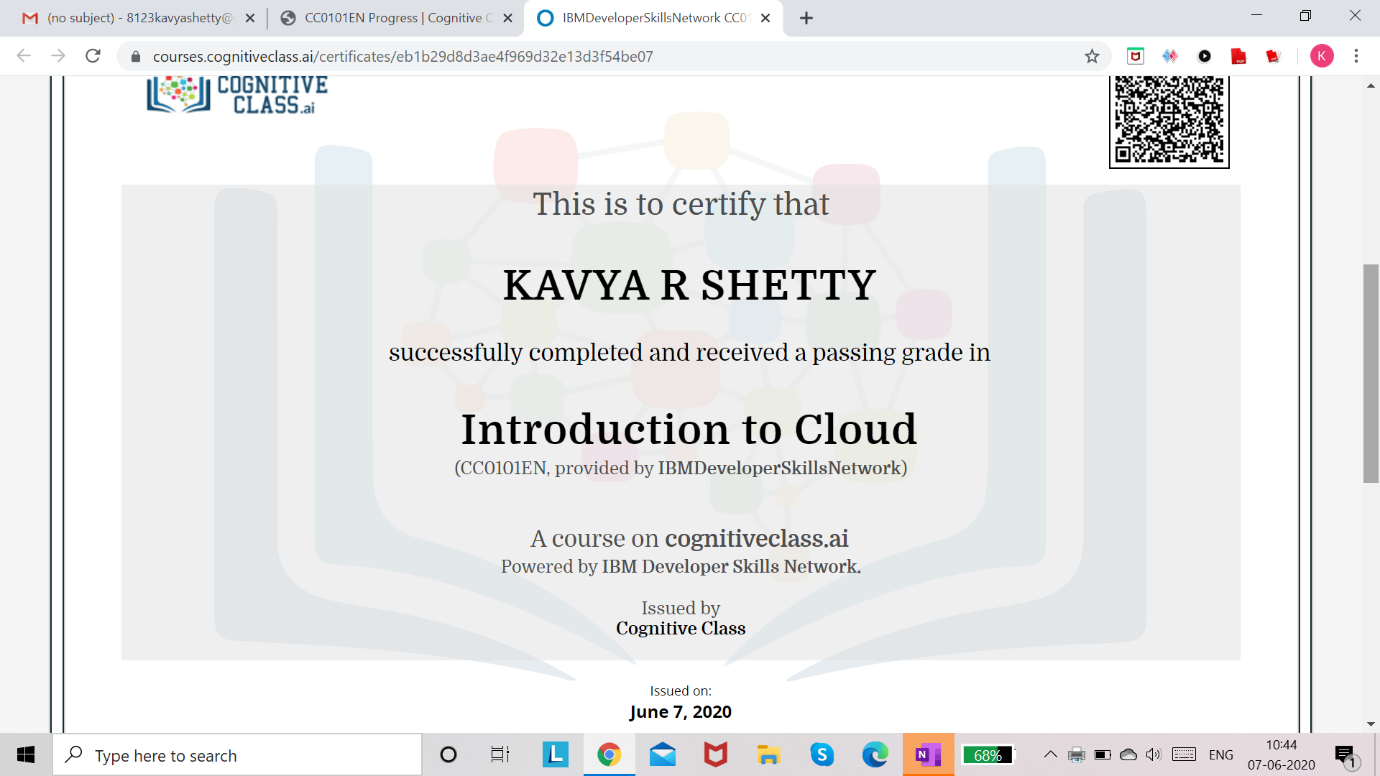 (no subject) - 8123kavyashetty@
CC0101EN Progress | Cognitive C
IBMDeveloperSkillsNetwork CC01
courses.cognitiveclass.ai/certificates/eb1b29d8d3ae4f969d32e13d3f54be07
K
COGNITIVE
CLASS.ai
This is to certify that
KAVYA R SHETTY
successfully completed and received a passing grade in
Introduction to Cloud
(CC0101EN, provided by IBMDeveloperSkillsNetwork)
A course on cognitiveclass.ai
Powered by IBM Developer Skills Network.
Issued by
Cognitive Class
Issued on:
June 7, 2020
Type here to search
L
N
68%
ENG
10:44
07-06-2020
1